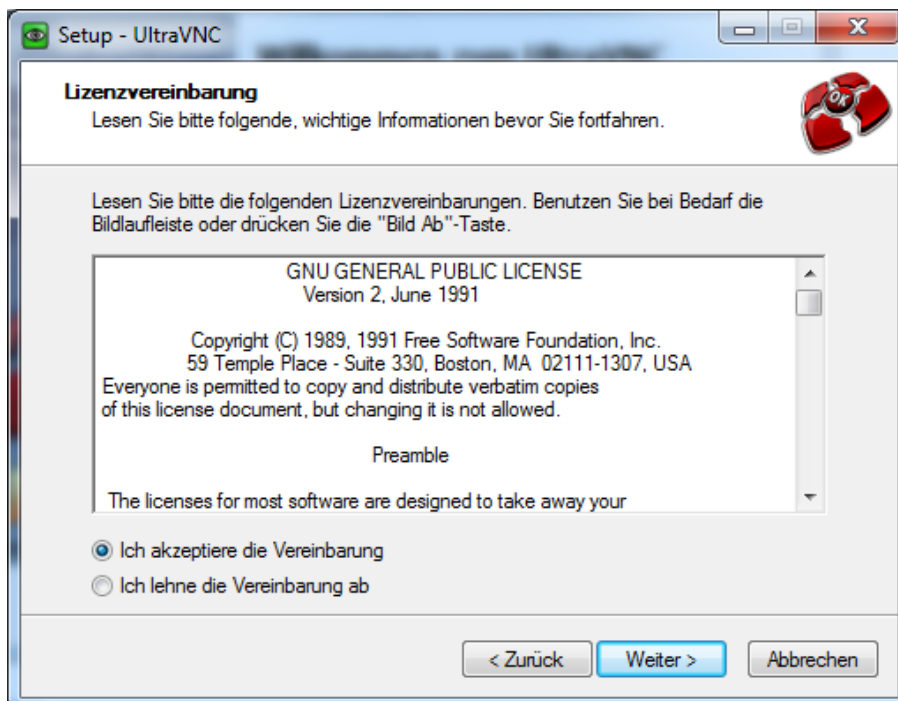 Setup - UltraVNC
Willkommen zum UltraVNC
Lizenzvereinbarung
Lesen Sie bitte folgende, wichtige Informationen bevor Sie fortfahren.
OK
Lesen Sie bitte die folgenden Lizenzvereinbarungen. Benutzen Sie bei Bedarf die
Bildlaufleiste oder drücken Sie die "Bild Ab"-Taste.
GNU GENERAL PUBLIC LICENSE
Version 2, June 1991
Copyright (C) 1989, 1991 Free Software Foundation, Inc.
59 Temple Place - Suite 330, Boston, MA 02111-1307, USA
Everyone is permitted to copy and distribute verbatim copies
of this license document, but changing it is not allowed.
Preamble
The licenses for most software are designed to take away your
Ich akzeptiere die Vereinbarung
Ich lehne die Vereinbarung ab
< Zurück
Weiter >
Abbrechen